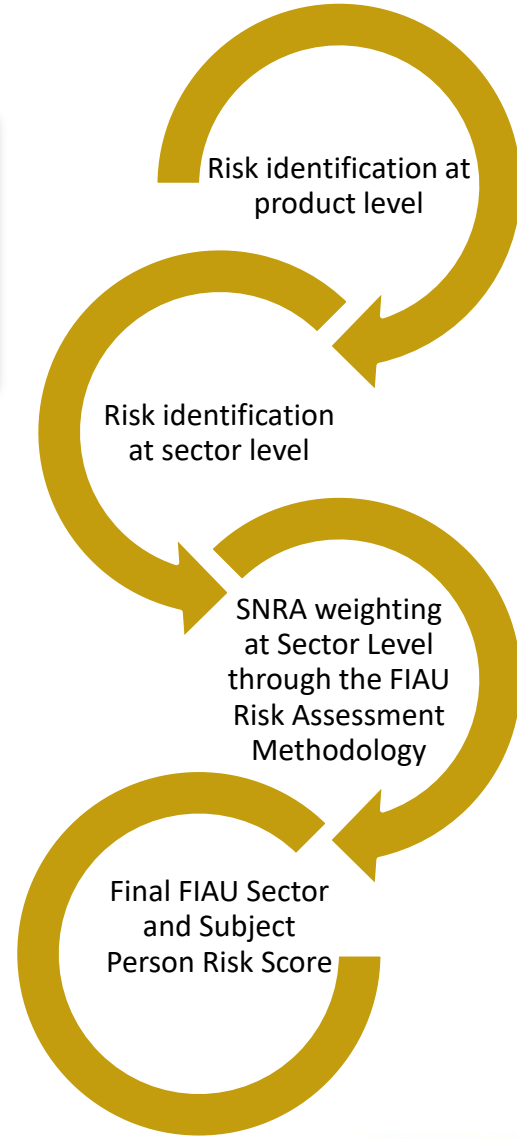 Risk identification at
product level
Risk identification
at sector level
SNRA weighting
at Sector Level
through the FIAU
Risk Assessment
Methodology
Final FIAU Sector
and Subject
Person Risk Score